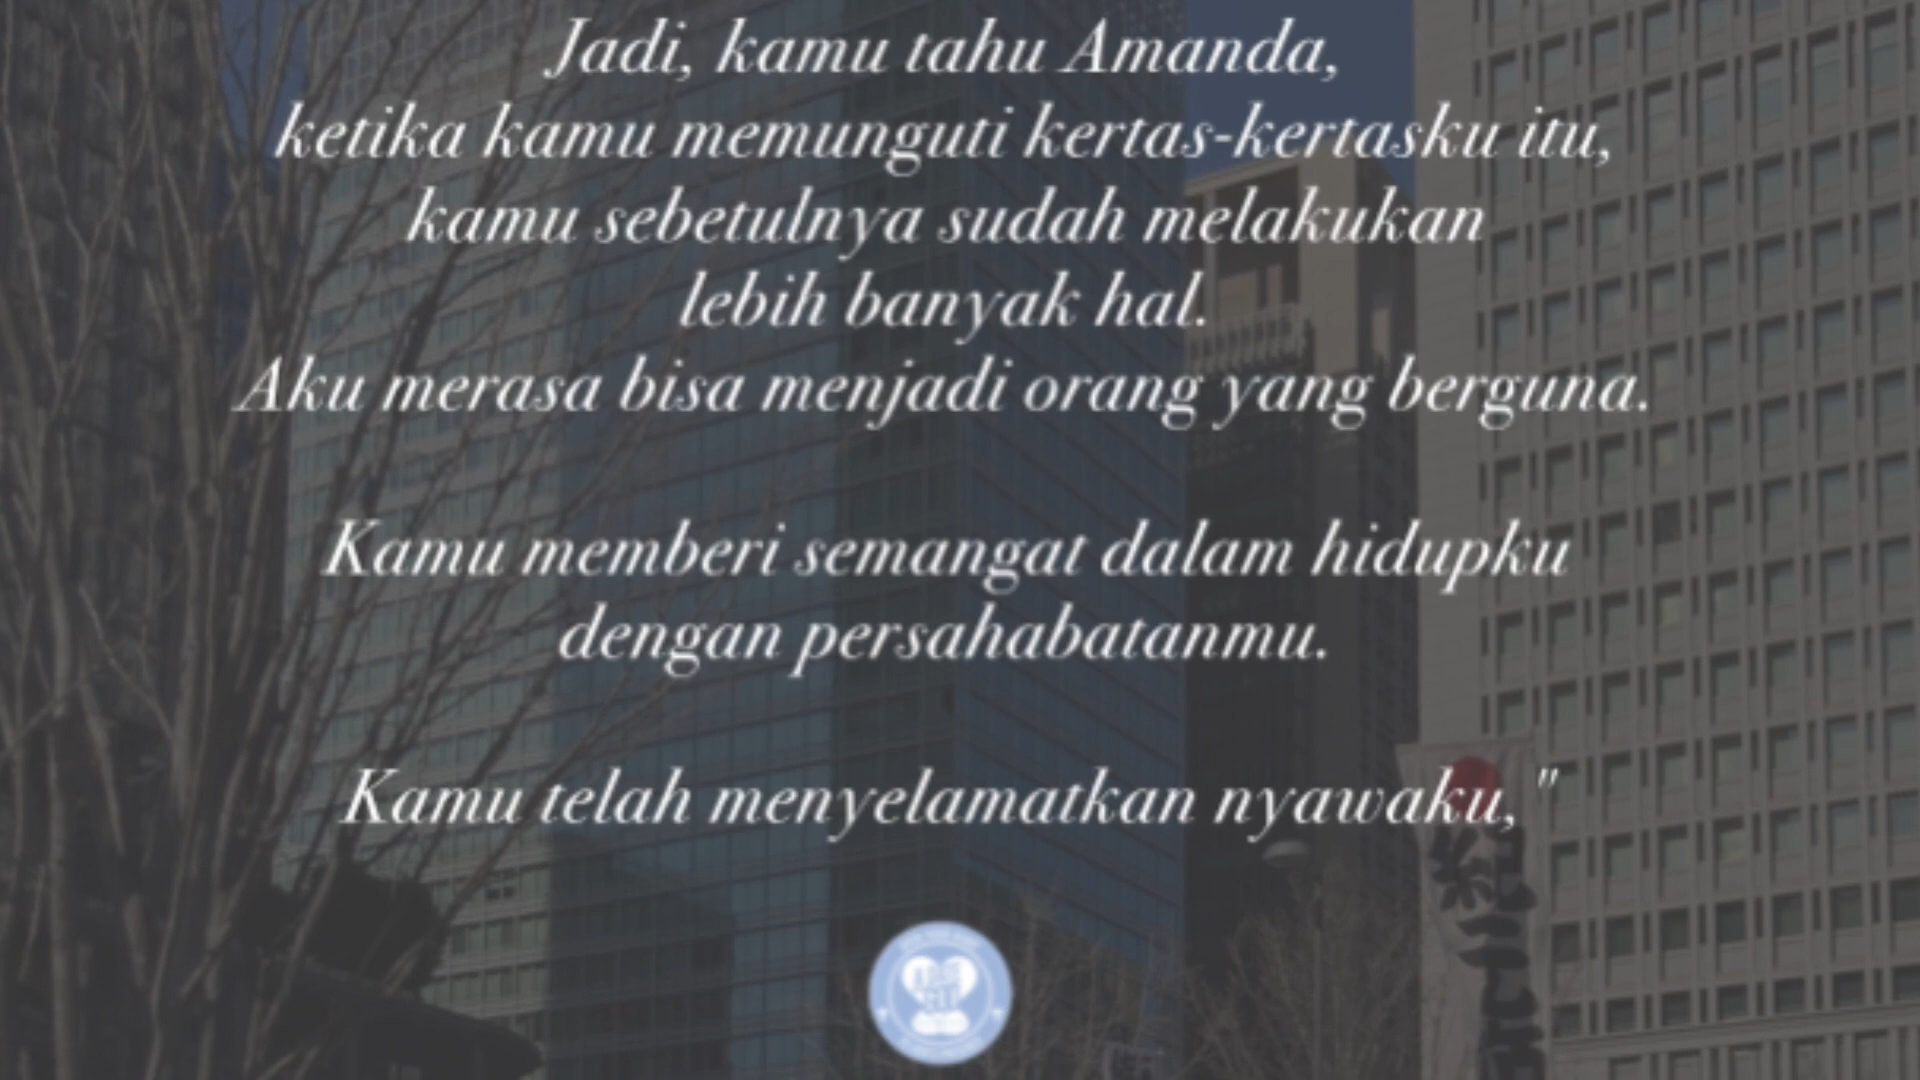 Jadi, kamu tahu Amanda,
ketika kamu memunguti kertas-kertasku itu,
kamu sebetulnya sudah melakukan
lebih banyak hal.
Aku merasa bisa menjadi orang yang berguna.
Kamu memberi semangat dalam hidupku
dengan persahabatanmu.
Kamu telah menyelamatkan nyawaku,"